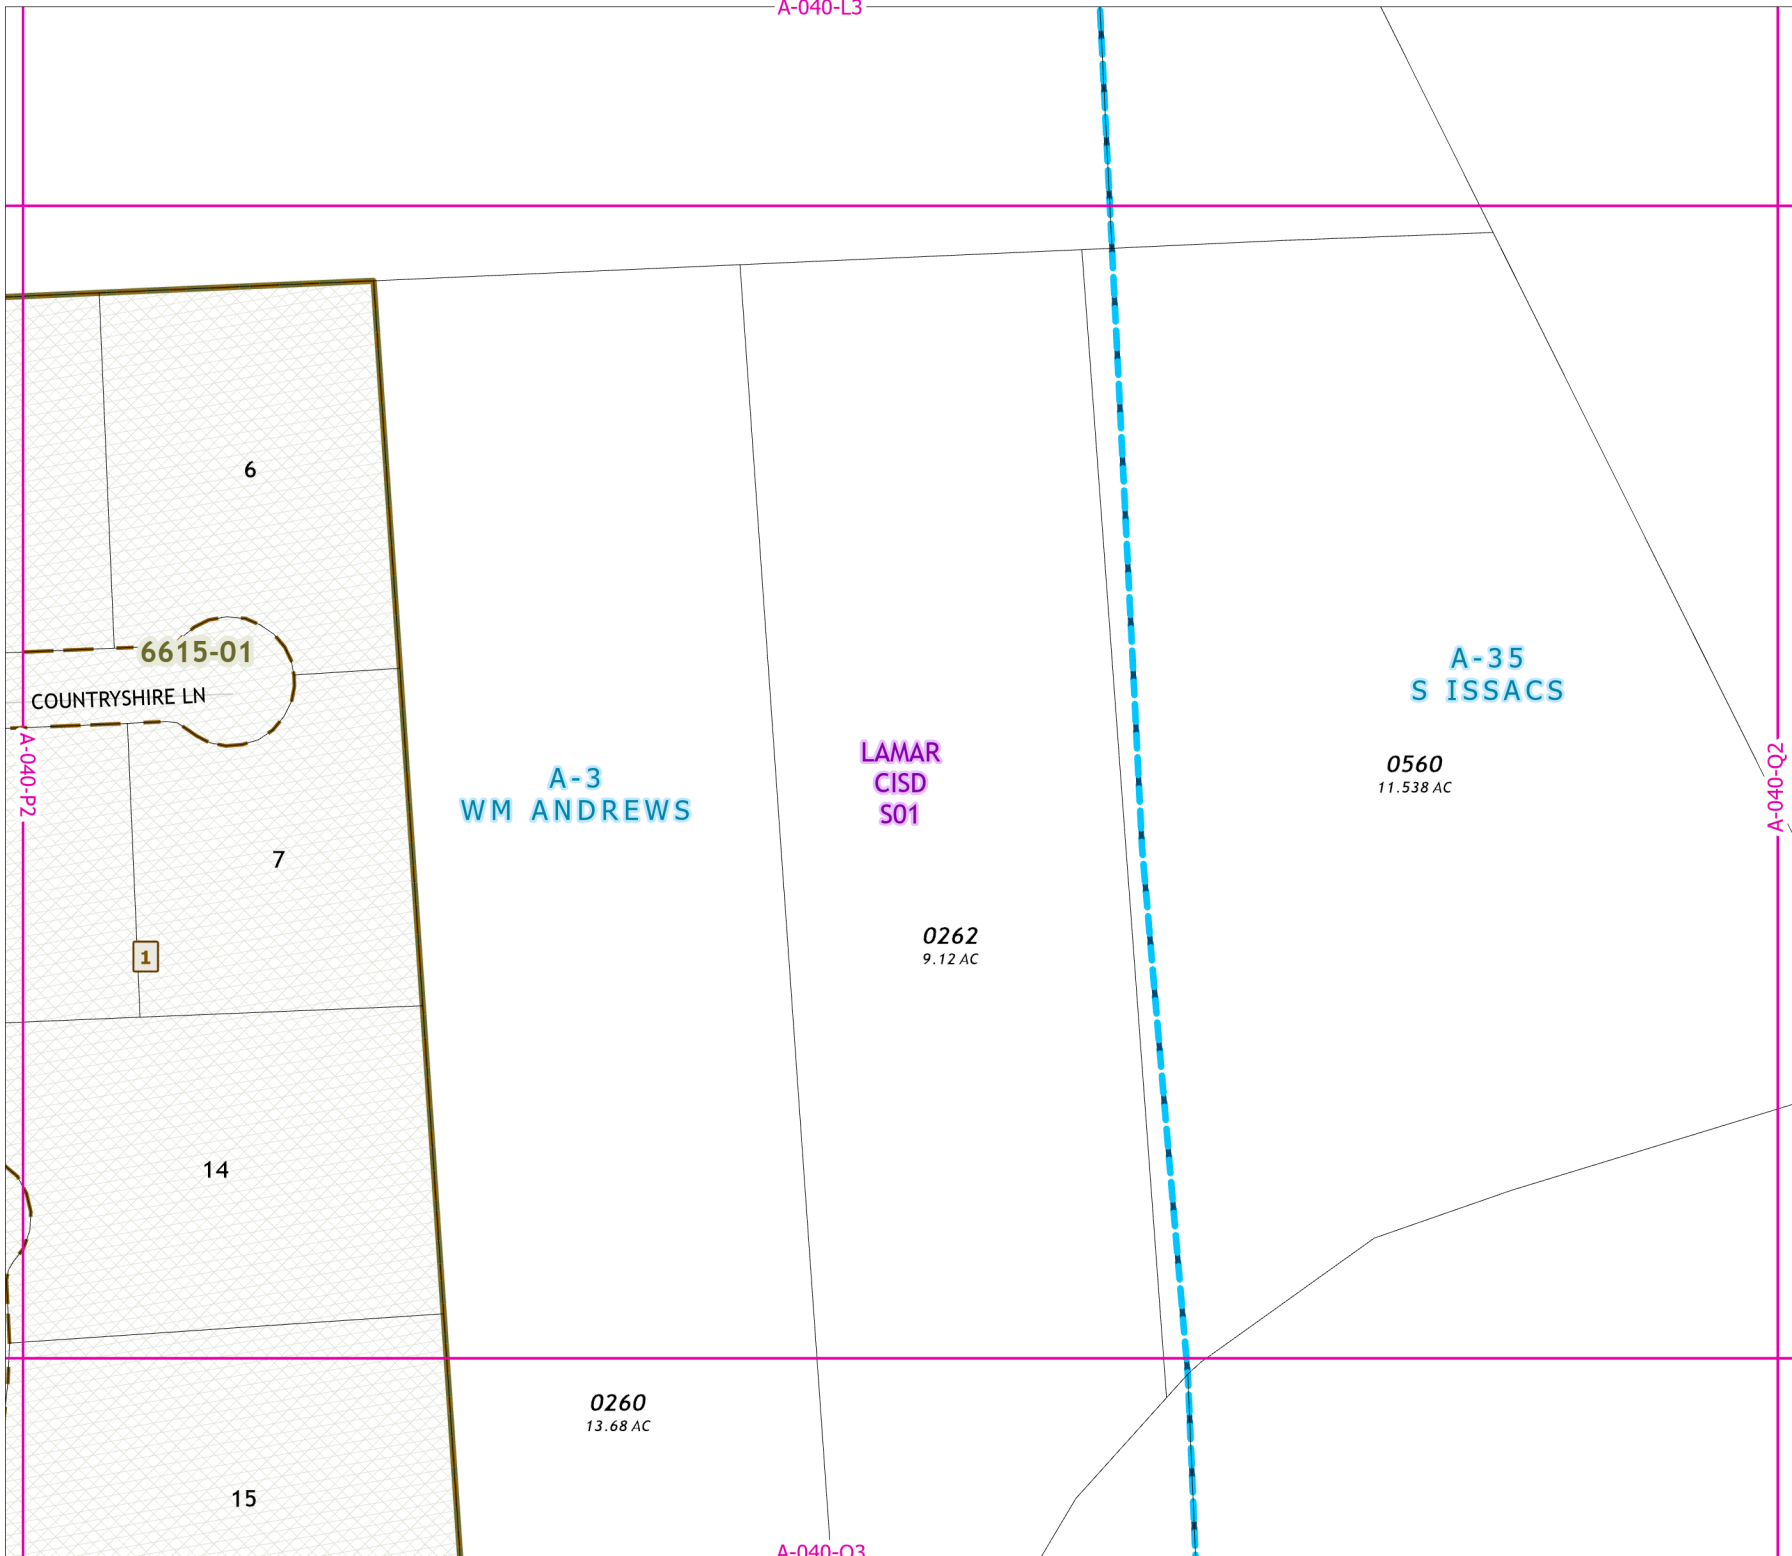 A-040-L3
6
6615-01
COUNTRYSHIRE LN
A-35
S ISSACS
A-040-P2
A-040-Q2
LAMAR
CISD
S01
A-3
WM ANDREWS
0560
11.538 AC
7
0262
9.12 AC
1
14
0260
13.68 AC
15
A-040-Q3